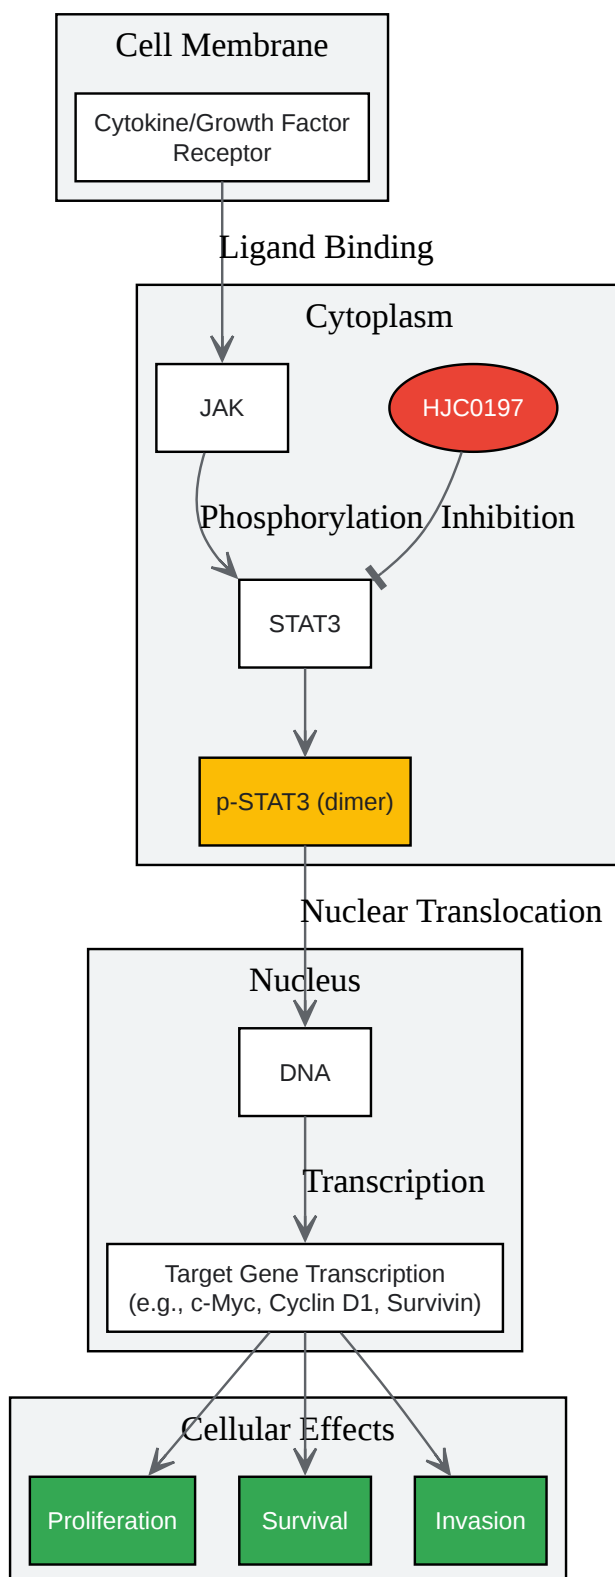 Cell Membrane
Cytokine/Growth Factor
Receptor
Ligand Binding
Cytoplasm
JAK
HJC0197
Phosphorylation
Inhibition
STAT3
p-STAT3 (dimer)
Nuclear Translocation
Nucleus
DNA
Transcription
Target Gene Transcription
(e.g., c-Myc, Cyclin D1, Survivin)
Cellular Effects
Proliferation
Survival
Invasion